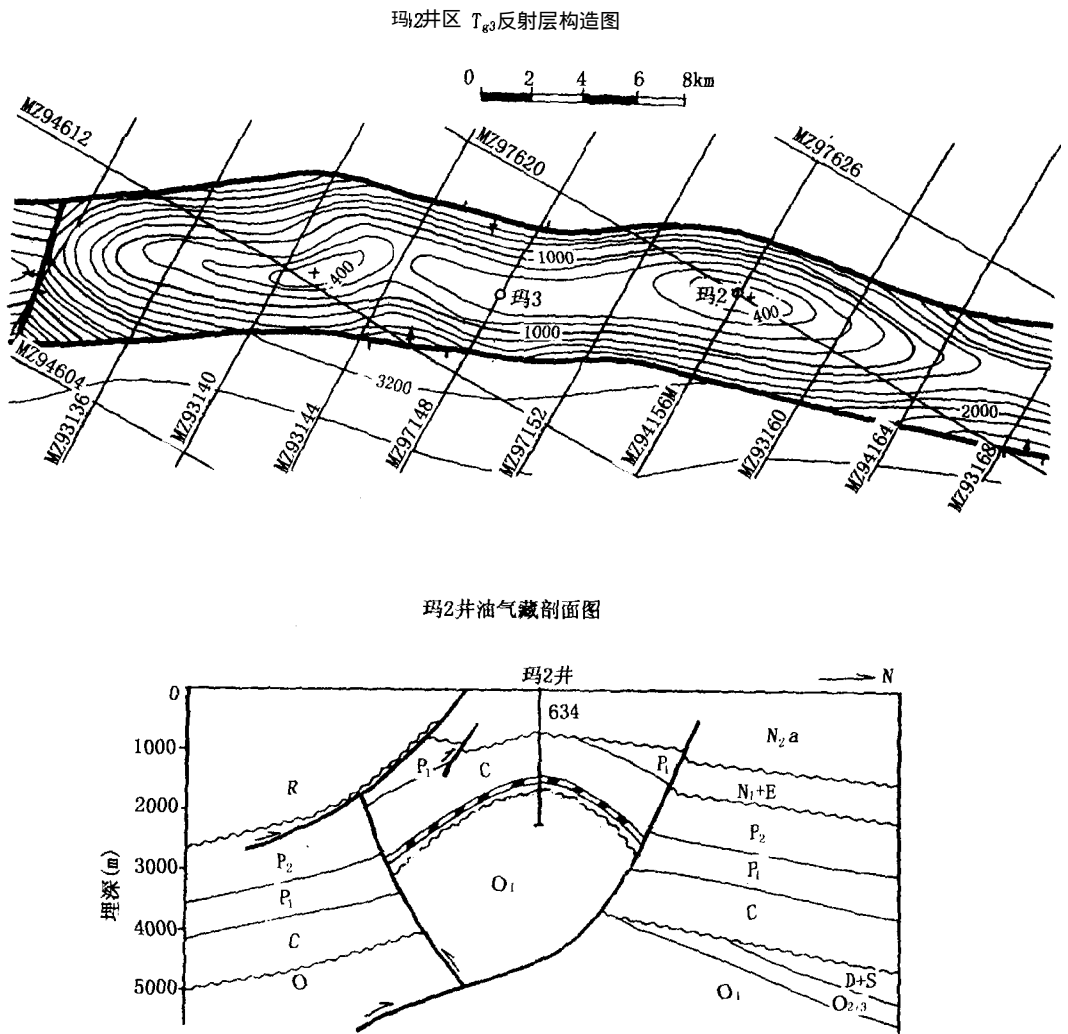 玛2井区 Tg3反射层构造图
0 2 4 6 8km
MZ94612
MZ97620
MZ97626
1000
400
玛3
玛2
400
1000
3200
2000
MZ94604
MZ93136
MZ93140
MZ93144
MZ97148
MZ97152
MZ94156M
MZ93160
MZ94164
MZ93168
玛2井油气藏剖面图
玛2井
N
0
634
1000
N₂a
P₁
C
P₁
R
N₁+E
2000
P₂
P₂
3000
P₁
O₁
P₁
埋深(m)
C
4000
C
O
D+S
5000
O₁
O₂₊₃